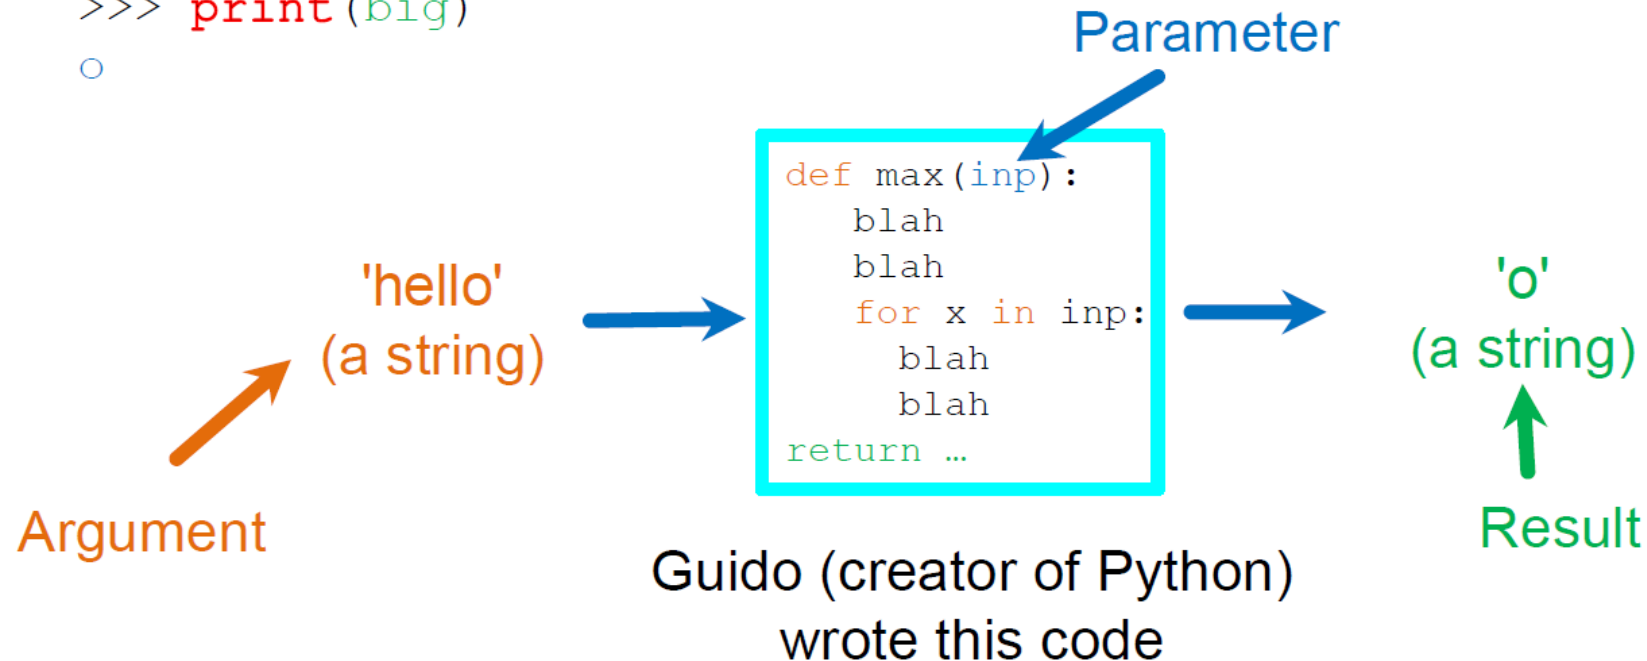 >>> print(big)
o
Parameter
def max(inp):
blah
blah
for x in inp:
blah
blah
return …
'hello'
(a string)
'o'
(a string)
Argument
Result
Guido (creator of Python)
wrote this code